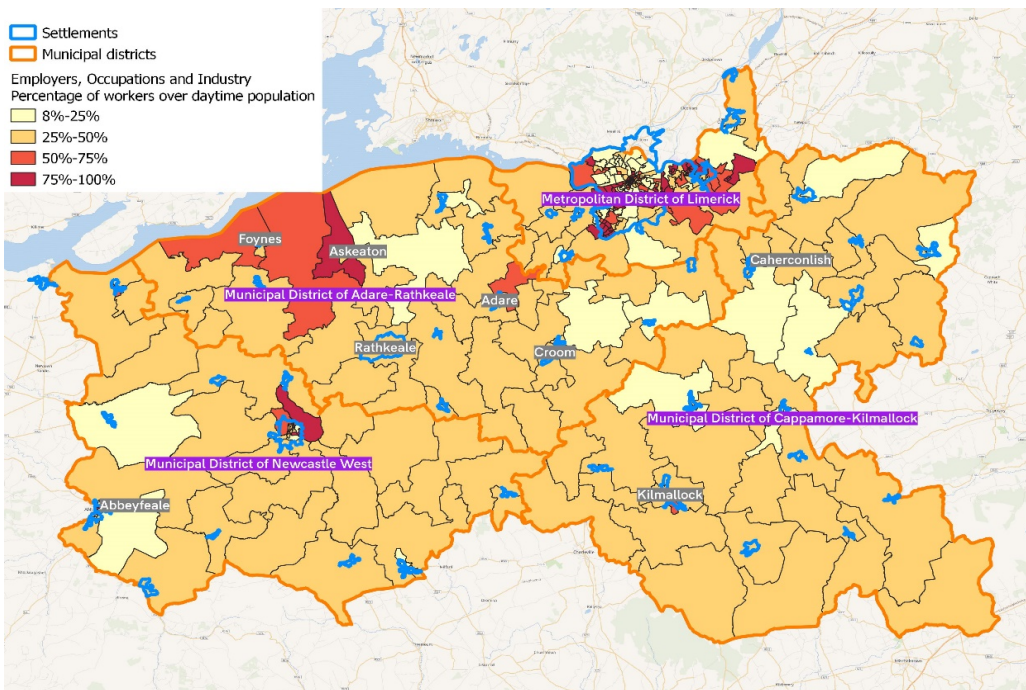 Settlements
Municipal districts
Employers, Occupations and Industry
Percentage of workers over daytime population
8%-25%
25%-50%
50%-75%
75%-100%
Metropolitan District of Limerick
Foynes
Askeaton
Caherconlish
Municipal District of Adare-Rathkeale
Adare
Rathkeale
Croom
Municipal District of Cappamore-Kilmallock
Municipal District of Newcastle West
Kilmallock
Abbeyfeale